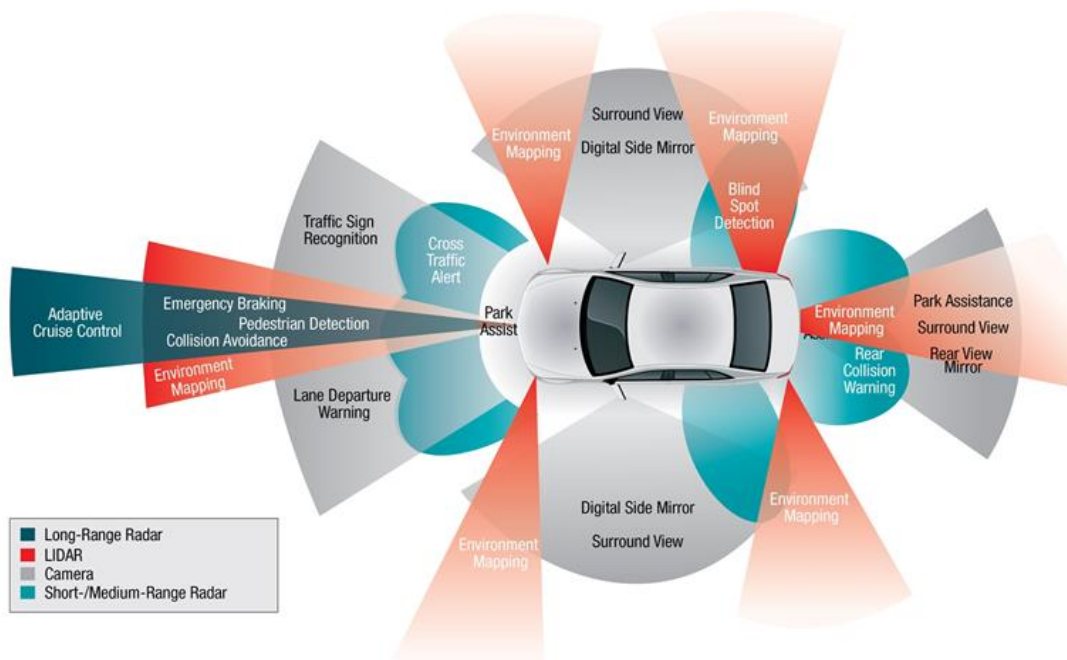 Environment
Mapping
Surround View
Digital Side Mirror
Environment
Mapping
Blind
Spot
Detection
Traffic Sign
Recognition
Cross
Traffic
Alert
Adaptive
Cruise Control
Emergency Braking
Pedestrian Detection
Collision Avoidance
Environment
Mapping
Lane Departure
Warning
Park
Assist
Environment
Mapping
Rear
Collision
Warning
Park Assistance
Surround View
Rear View
Mirror
Environment
Mapping
Digital Side Mirror
Surround View
Environment
Mapping
Long-Range Radar
LIDAR
Camera
Short-/Medium-Range Radar